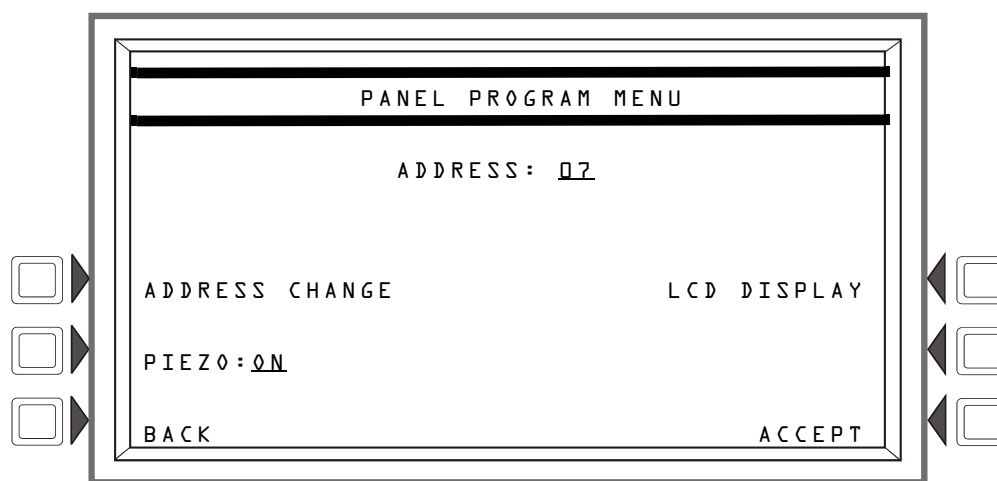 PANEL PROGRAM MENU
ADDRESS: 07
ADDRESS CHANGE LCD DISPLAY
PIEZO:ON
BACK ACCEPT